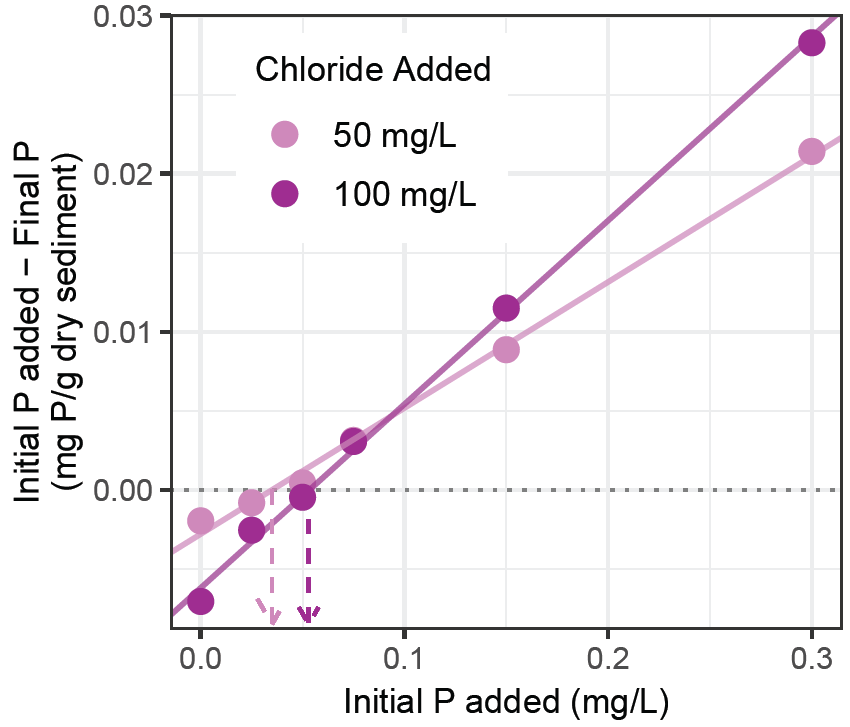 0.03
0.02
0.01
0.00
Initial P added − Final P
(mg P/g dry sediment)
Chloride Added
50 mg/L
100 mg/L
0.0
0.1
0.2
0.3
Initial P added (mg/L)